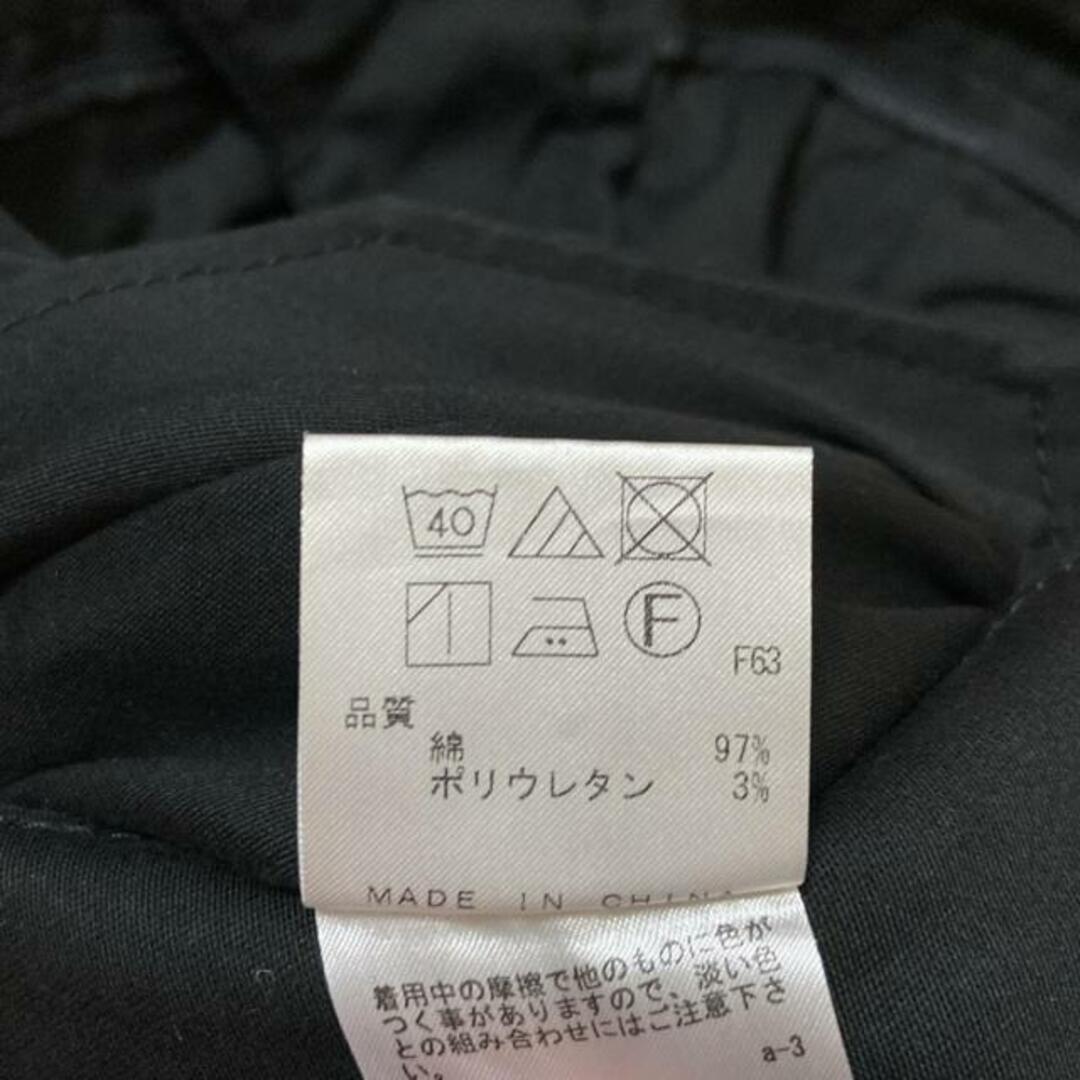 40
F
F63
品質
綿 97%
ポリウレタン 3%
MADE IN CHINA
着用中の摩擦で他のものに色が
つく事がありますので、淡い色
との組み合わせにはご注意下さ
い。
a-3